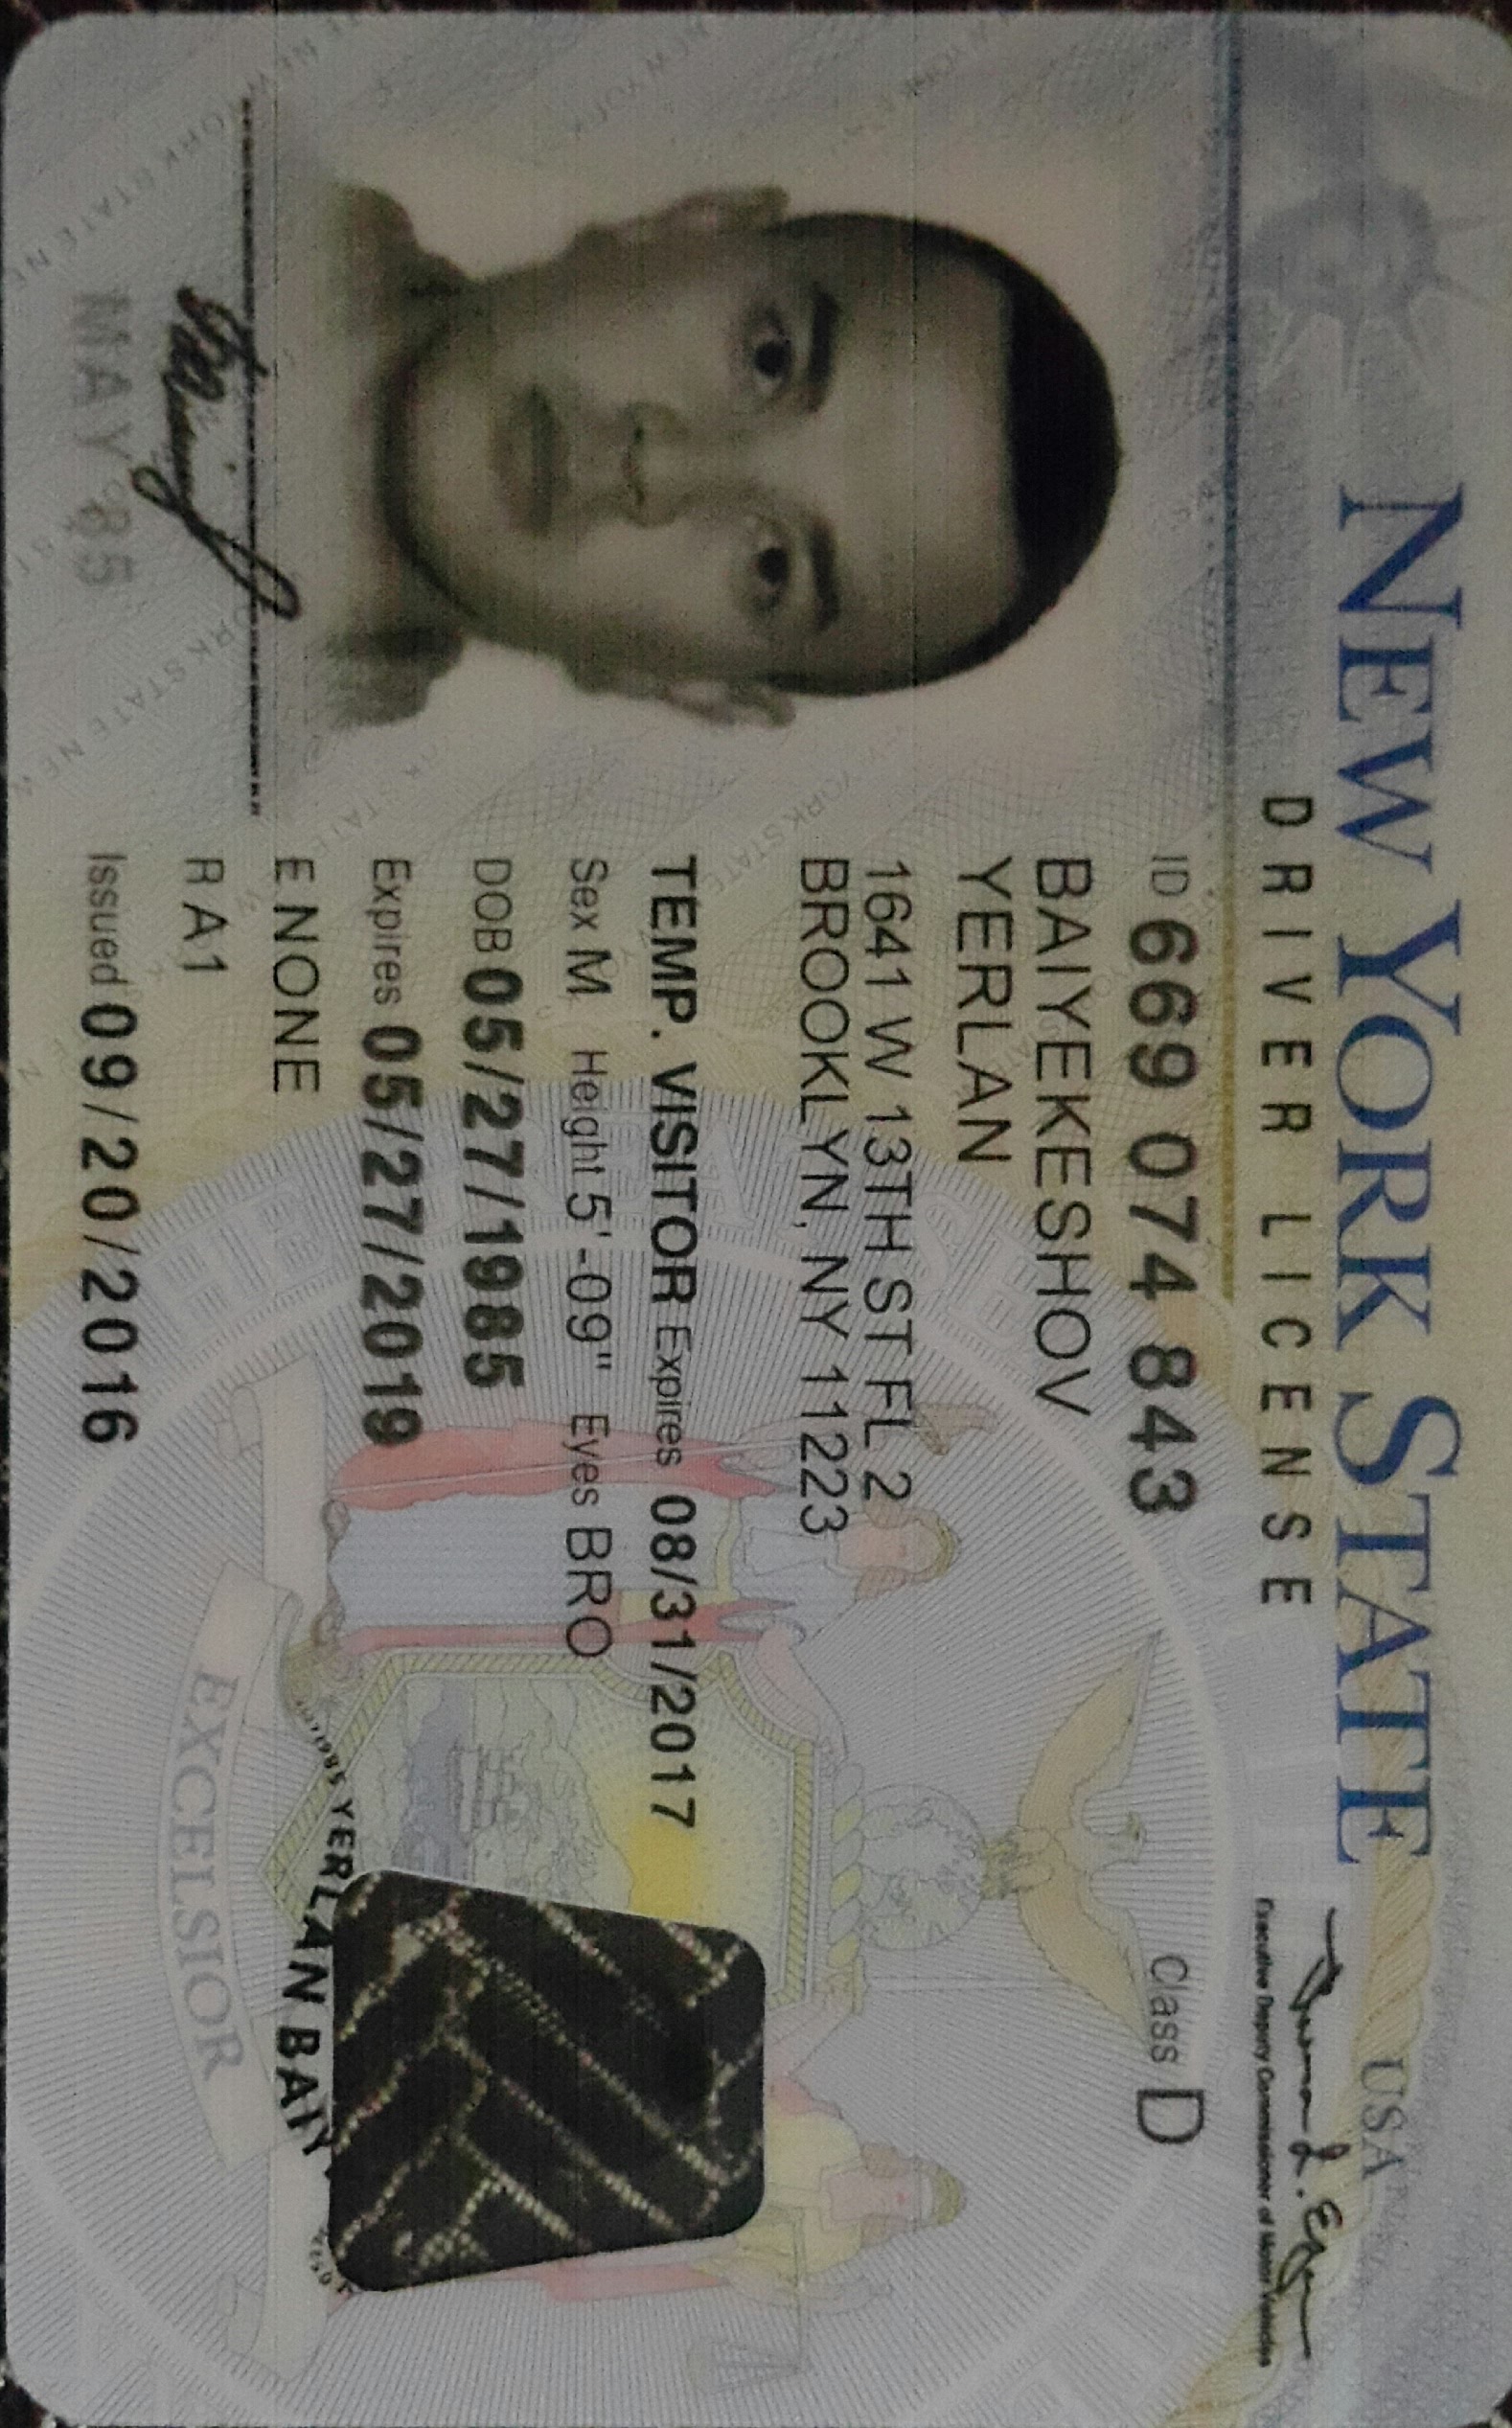 NEW YORK STATE
USA
DRIVER LICENSE
Executive Deputy Commissioner of Motor Vehicles
ID 669 074 843
Class D
BAIYEKESHOV
YERLAN
1641 W 13TH ST FL 2
BROOKLYN, NY 11223
TEMP. VISITOR Expires 08/31/2017
Sex M Height 5'-09" Eyes BRO
DOB 05/27/1985
Expires 05/27/2019
YERLAN BAIY
E NONE
EXCELSIOR
R A1
MAY 85
Issued 09/20/2016